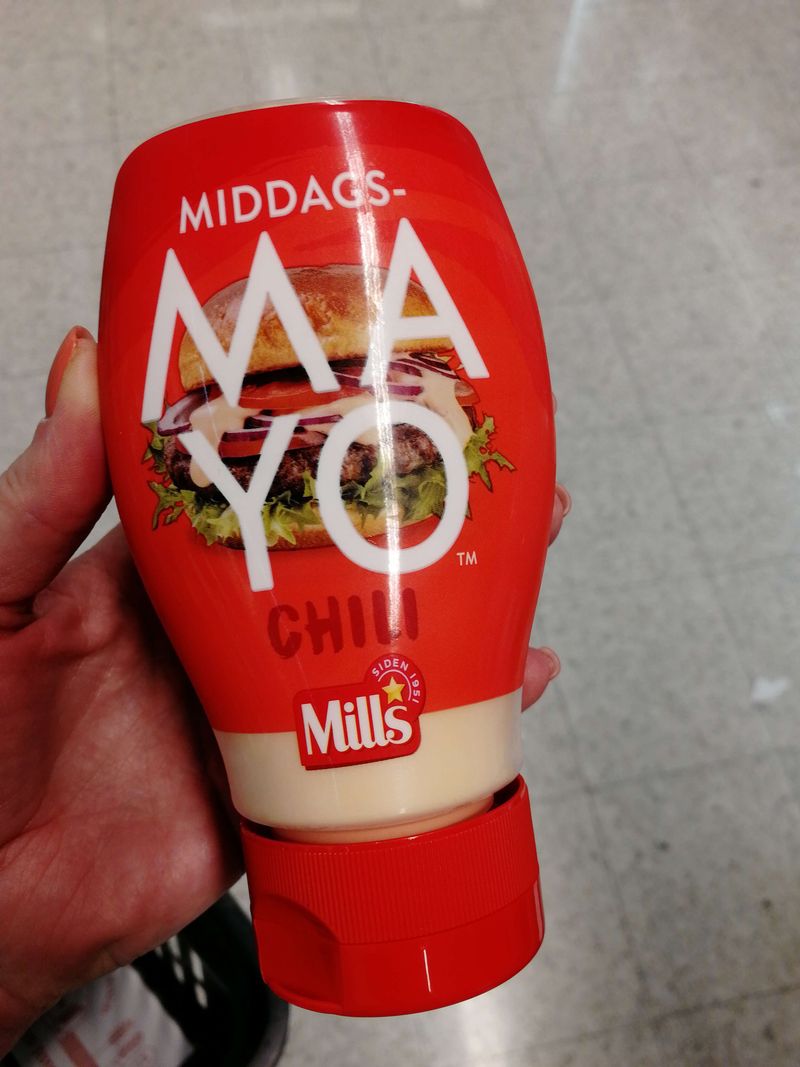 MIDDAGS-
MA
YO
TM
CHILI
SIDEN 1951
Mills